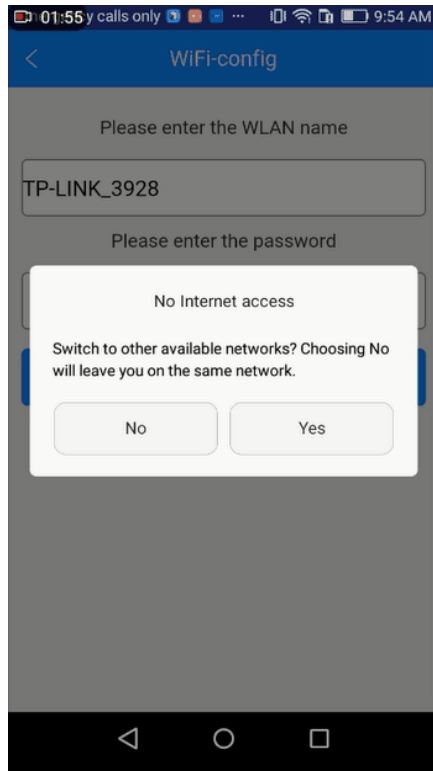 01:55 y calls only ... 9:54 AM
WiFi-config
Please enter the WLAN name
TP-LINK_3928
Please enter the password
No Internet access
Switch to other available networks? Choosing No
will leave you on the same network.
No Yes